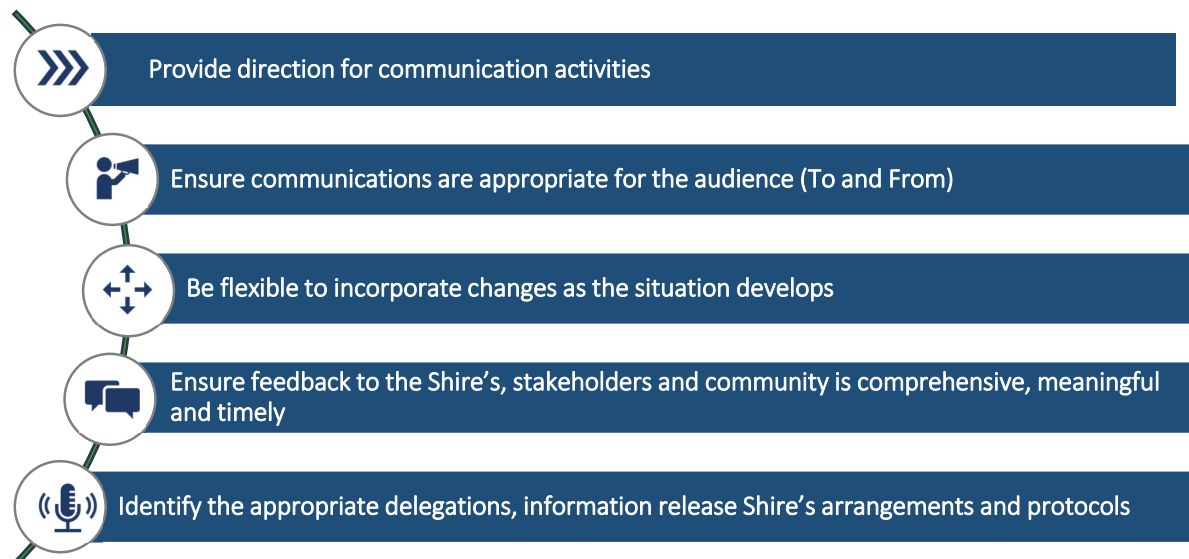 Provide direction for communication activities
Ensure communications are appropriate for the audience (To and From)
Be flexible to incorporate changes as the situation develops
Ensure feedback to the Shire’s, stakeholders and community is comprehensive, meaningful
and timely
Identify the appropriate delegations, information release Shire’s arrangements and protocols